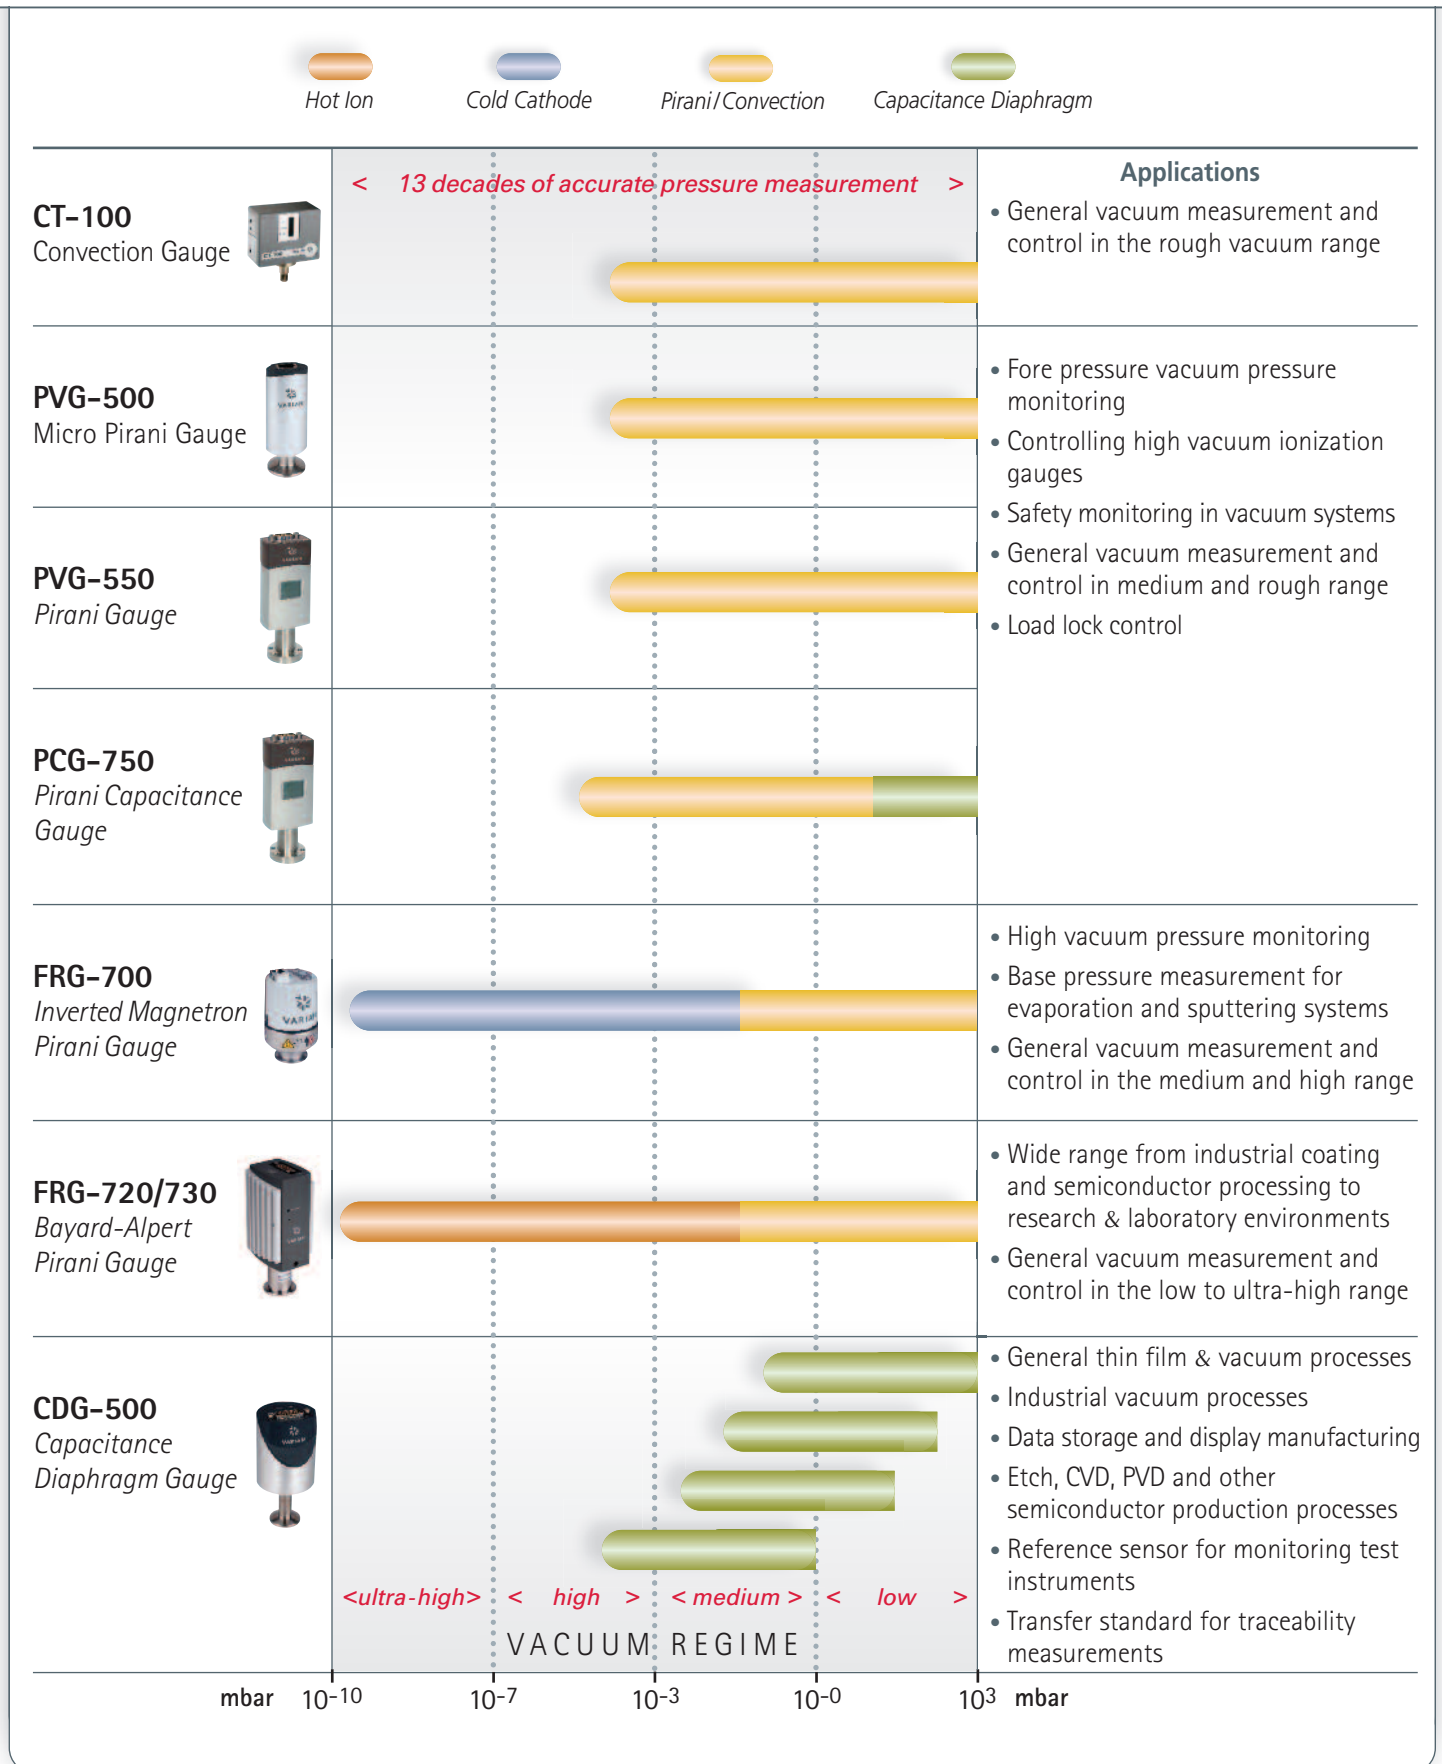 Hot Ion
Cold Cathode
Pirani/Convection
Capacitance Diaphragm
< 13 decades of accurate pressure measurement >
Applications
CT-100
Convection Gauge
• General vacuum measurement and
control in the rough vacuum range
PVG-500
Micro Pirani Gauge
VARIAN
• Fore pressure vacuum pressure
monitoring
• Controlling high vacuum ionization
gauges
• Safety monitoring in vacuum systems
• General vacuum measurement and
control in medium and rough range
• Load lock control
PVG-550
Pirani Gauge
PCG-750
Pirani Capacitance
Gauge
FRG-700
Inverted Magnetron
Pirani Gauge
VARIAN
• High vacuum pressure monitoring
• Base pressure measurement for
evaporation and sputtering systems
• General vacuum measurement and
control in the medium and high range
FRG-720/730
Bayard-Alpert
Pirani Gauge
• Wide range from industrial coating
and semiconductor processing to
research & laboratory environments
• General vacuum measurement and
control in the low to ultra-high range
CDG-500
Capacitance
Diaphragm Gauge
• General thin film & vacuum processes
• Industrial vacuum processes
• Data storage and display manufacturing
• Etch, CVD, PVD and other
semiconductor production processes
• Reference sensor for monitoring test
instruments
• Transfer standard for traceability
measurements
<ultra-high> < high > < medium > < low >
VACUUM REGIME
mbar 10-10 10-7 10-3 10-0 103 mbar